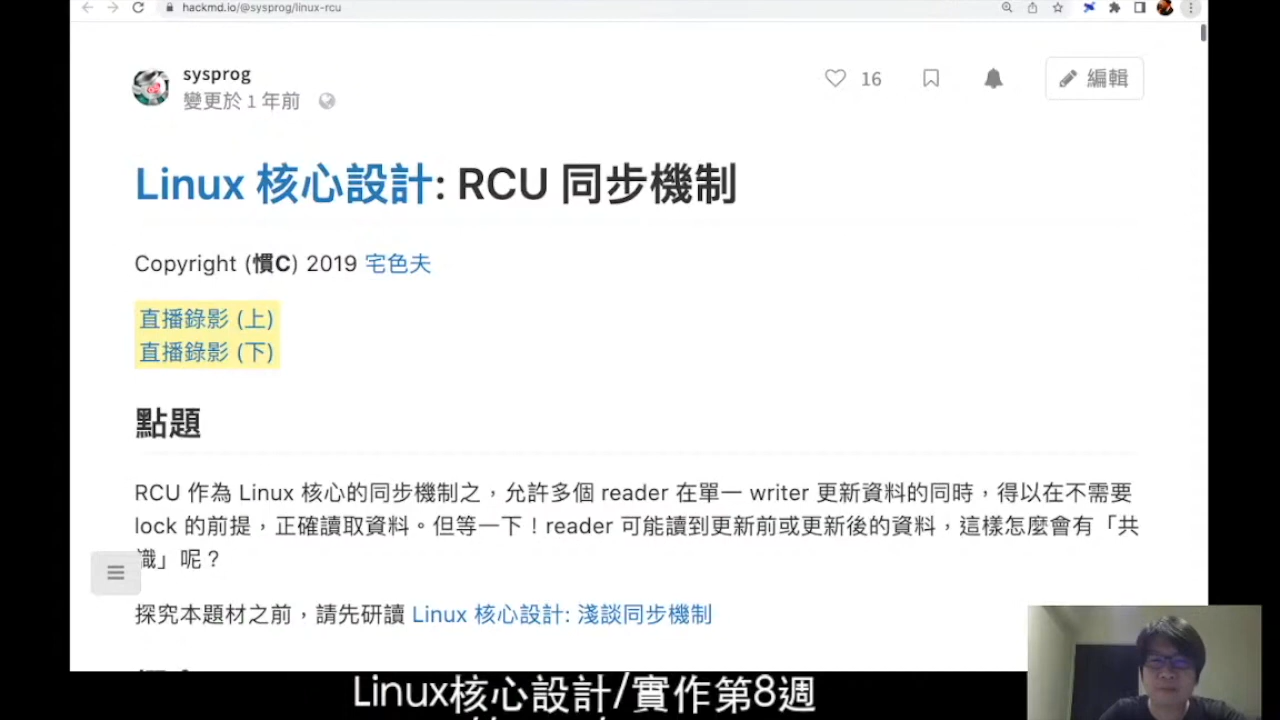 hackmd.io/@sysprog/linux-rcu
sysprog
變更於 1 年前
16
編輯
Linux 核心設計: RCU 同步機制
Copyright (慣C) 2019 宅色夫
直播錄影 (上)
直播錄影 (下)
點題
RCU 作為 Linux 核心的同步機制之,允許多個 reader 在單一 writer 更新資料的同時,得以在不需要
lock 的前提,正確讀取資料。但等一下!reader 可能讀到更新前或更新後的資料,這樣怎麼會有「共
識」呢?
探究本題材之前,請先研讀 Linux 核心設計: 淺談同步機制
Linux核心設計/實作第8週